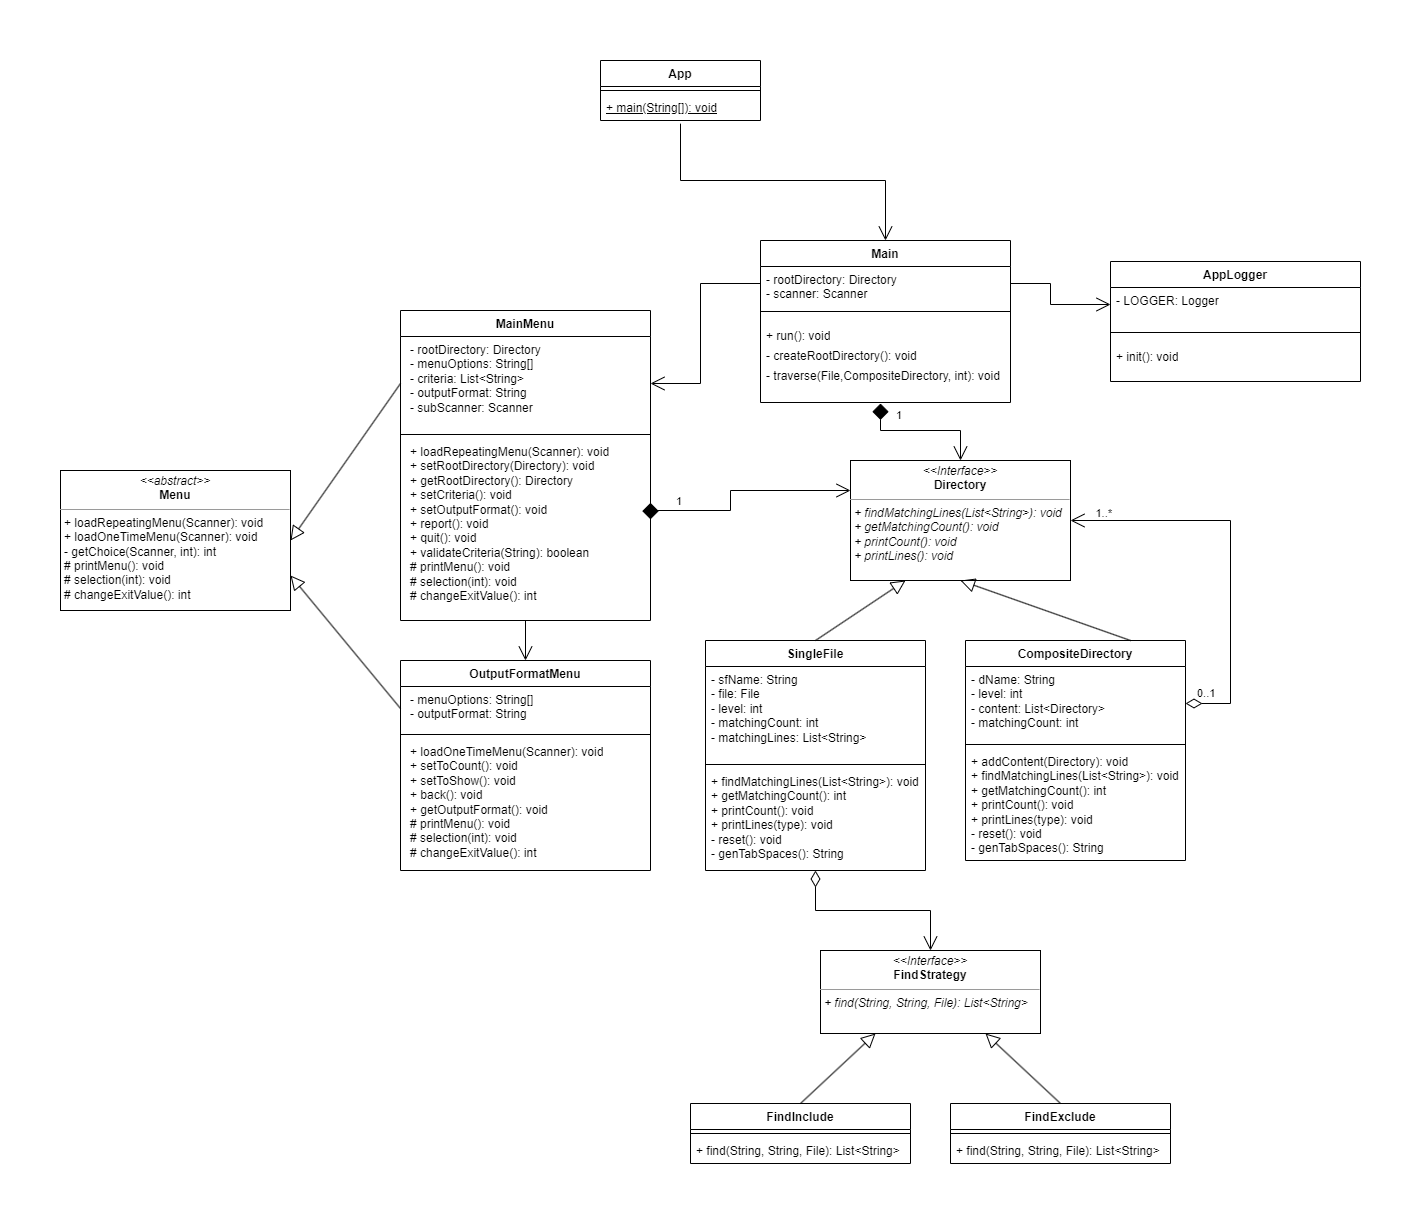 App
+ main(String[]): void
Main
- rootDirectory: Directory
- scanner: Scanner
+ run(): void
- createRootDirectory(): void
- traverse(File,CompositeDirectory, int): void
1
AppLogger
- LOGGER: Logger
+ init(): void
MainMenu
- rootDirectory: Directory
- menuOptions: String[]
- criteria: List<String>
- outputFormat: String
- subScanner: Scanner
+ loadRepeatingMenu(Scanner): void
+ setRootDirectory(Directory): void
+ getRootDirectory(): Directory
+ setCriteria(): void
+ setOutputFormat(): void
+ report(): void
+ quit(): void
+ validateCriteria(String): boolean
# printMenu(): void
# selection(int): void
# changeExitValue(): int
1
<<abstract>>
Menu
+ loadRepeatingMenu(Scanner): void
+ loadOneTimeMenu(Scanner): void
- getChoice(Scanner, int): int
# printMenu(): void
# selection(int): void
# changeExitValue(): int
<<Interface>>
Directory
+ findMatchingLines(List<String>): void
+ getMatchingCount(): void
+ printCount(): void
+ printLines(): void
1..*
OutputFormatMenu
- menuOptions: String[]
- outputFormat: String
+ loadOneTimeMenu(Scanner): void
+ setToCount(): void
+ setToShow(): void
+ back(): void
+ getOutputFormat(): void
# printMenu(): void
# selection(int): void
# changeExitValue(): int
SingleFile
- sfName: String
- file: File
- level: int
- matchingCount: int
- matchingLines: List<String>
+ findMatchingLines(List<String>): void
+ getMatchingCount(): int
+ printCount(): void
+ printLines(type): void
- reset(): void
- genTabSpaces(): String
CompositeDirectory
- dName: String
- level: int
- content: List<Directory>
- matchingCount: int
+ addContent(Directory): void
+ findMatchingLines(List<String>): void
+ getMatchingCount(): int
+ printCount(): void
+ printLines(type): void
- reset(): void
- genTabSpaces(): String
0..1
<<Interface>>
FindStrategy
+ find(String, String, File): List<String>
FindInclude
+ find(String, String, File): List<String>
FindExclude
+ find(String, String, File): List<String>